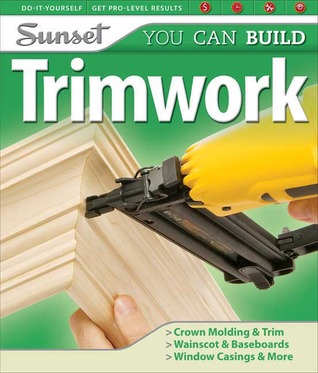 DO-IT-YOURSELF GET PRO-LEVEL RESULTS
Sunset YOU CAN BUILD
Trimwork
> Crown Molding & Trim
> Wainscot & Baseboards
> Window Casings & More